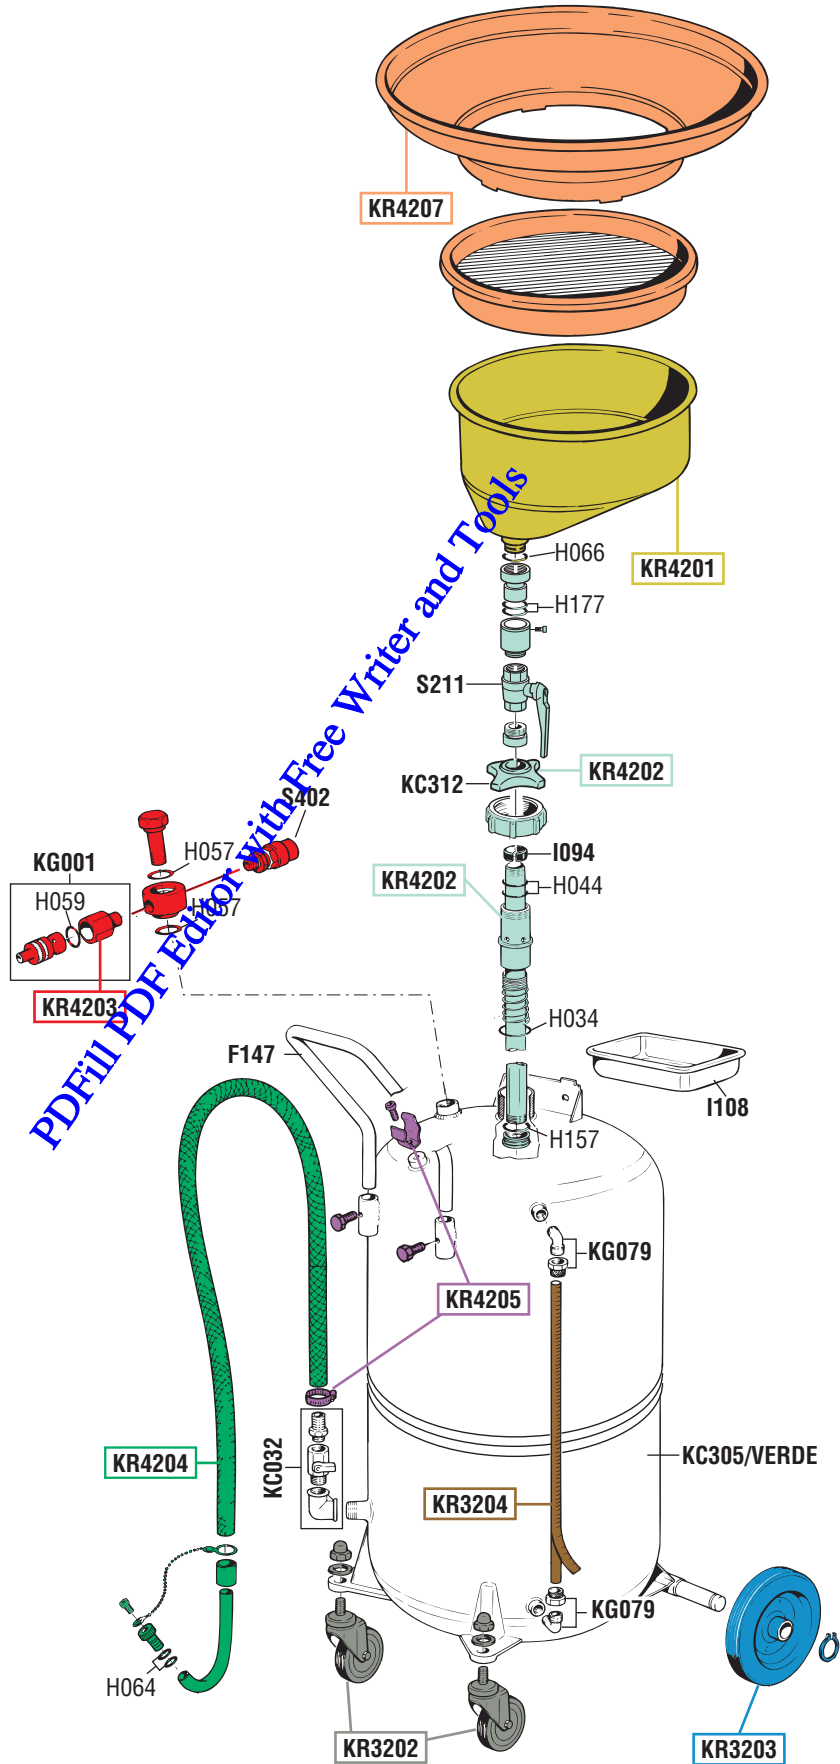 KR4207
H066
KR4201
H177
S211
KR4202
KC312
S402
H057
KG001
I094
KR4202
H044
H059
H057
KR4203
H034
F147
I108
H157
KG079
KR4205
KC032
KR4204
KC305/VERDE
KR3204
KG079
H064
KR3202
KR3203
PDFill PDF Editor with Free Writer and Tools